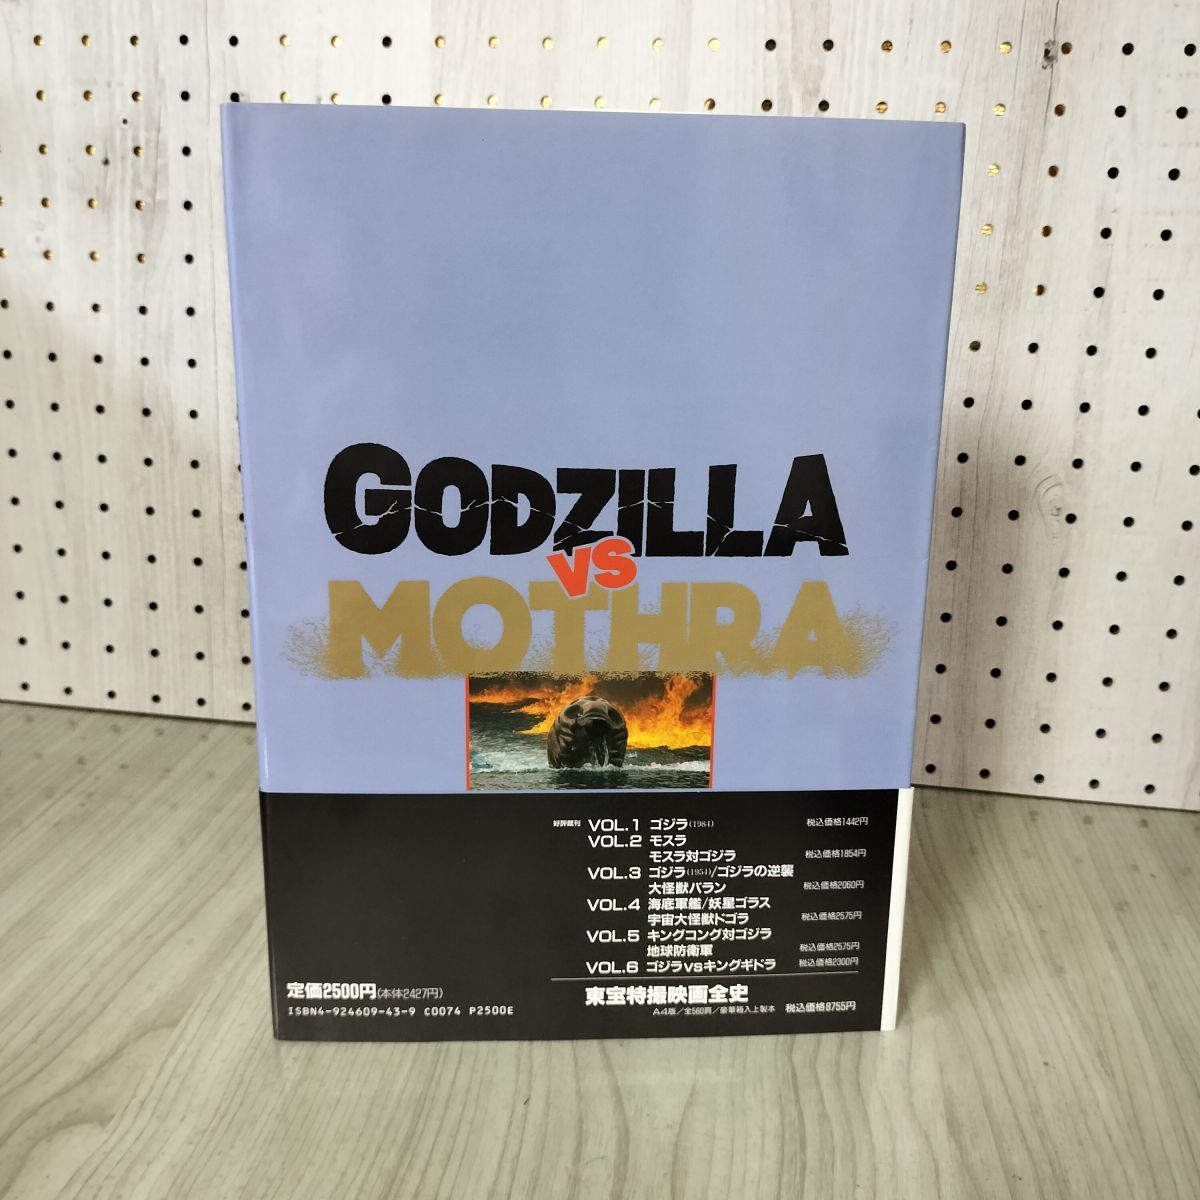 GODZILLA
VS
MOTHRA
好評既刊 VOL.1 ゴジラ(1984) 税込価格1442円
VOL.2 モスラ
モスラ対ゴジラ 税込価格1854円
VOL.3 ゴジラ(1954)/ゴジラの逆襲
大怪獣バラン 税込価格2060円
VOL.4 海底軍艦/妖星ゴラス
宇宙大怪獣ドゴラ 税込価格2575円
VOL.5 キングコング対ゴジラ
地球防衛軍 税込価格2575円
VOL.6 ゴジラvsキングギドラ 税込価格2300円
東宝特撮映画全史
A4版/全560頁/豪華箱入上製本 税込価格8755円
定価2500円(本体2427円)
ISBN4-924609-43-9 C0074 P2500E